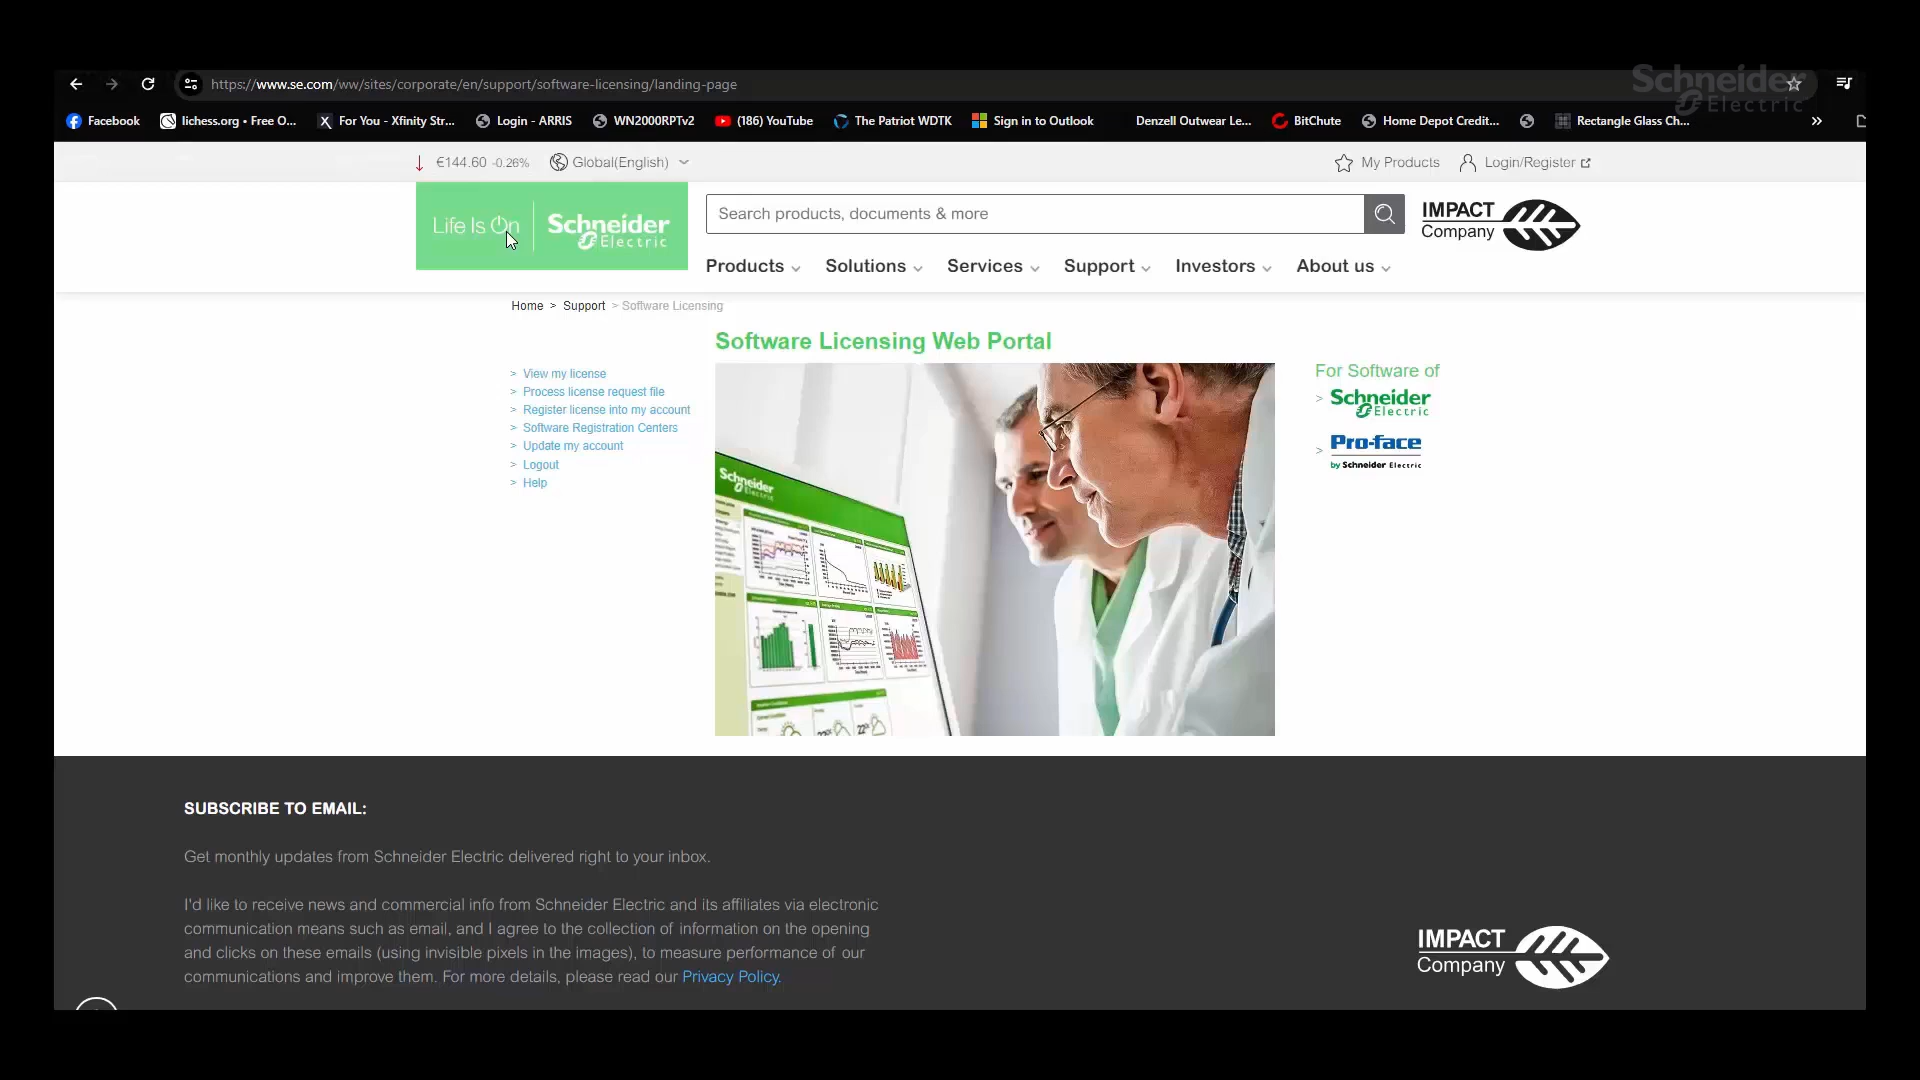 Schneider Electric
https://www.se.com/ww/sites/corporate/en/support/software-licensing/landing-page
Facebook
lichess.org • Free O...
For You - Xfinity Str...
Login - ARRIS
WN2000RPTv2
(186) YouTube
The Patriot WDTK
Sign in to Outlook
Denzell Outwear Le...
BitChute
Home Depot Credit...
Rectangle Glass Ch...
€144.60 -0.26%
Global(English)
My Products
Login/Register
Life Is On
Schneider Electric
Search products, documents & more
IMPACT
Company
Products
Solutions
Services
Support
Investors
About us
Home > Support > Software Licensing
Software Licensing Web Portal
> View my license
> Process license request file
> Register license into my account
> Software Registration Centers
> Update my account
> Logout
> Help
Schneider Electric
For Software of
> Schneider Electric
> Pro-face
by Schneider Electric
SUBSCRIBE TO EMAIL:
Get monthly updates from Schneider Electric delivered right to your inbox.
I'd like to receive news and commercial info from Schneider Electric and its affiliates via electronic
communication means such as email, and I agree to the collection of information on the opening
and clicks on these emails (using invisible pixels in the images), to measure performance of our
communications and improve them. For more details, please read our Privacy Policy.
IMPACT
Company